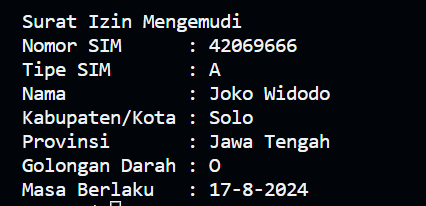 Surat Izin Mengemudi
Nomor SIM      : 42069666
Tipe SIM       : A
Nama           : Joko Widodo
Kabupaten/Kota : Solo
Provinsi       : Jawa Tengah
Golongan Darah : O
Masa Berlaku   : 17-8-2024